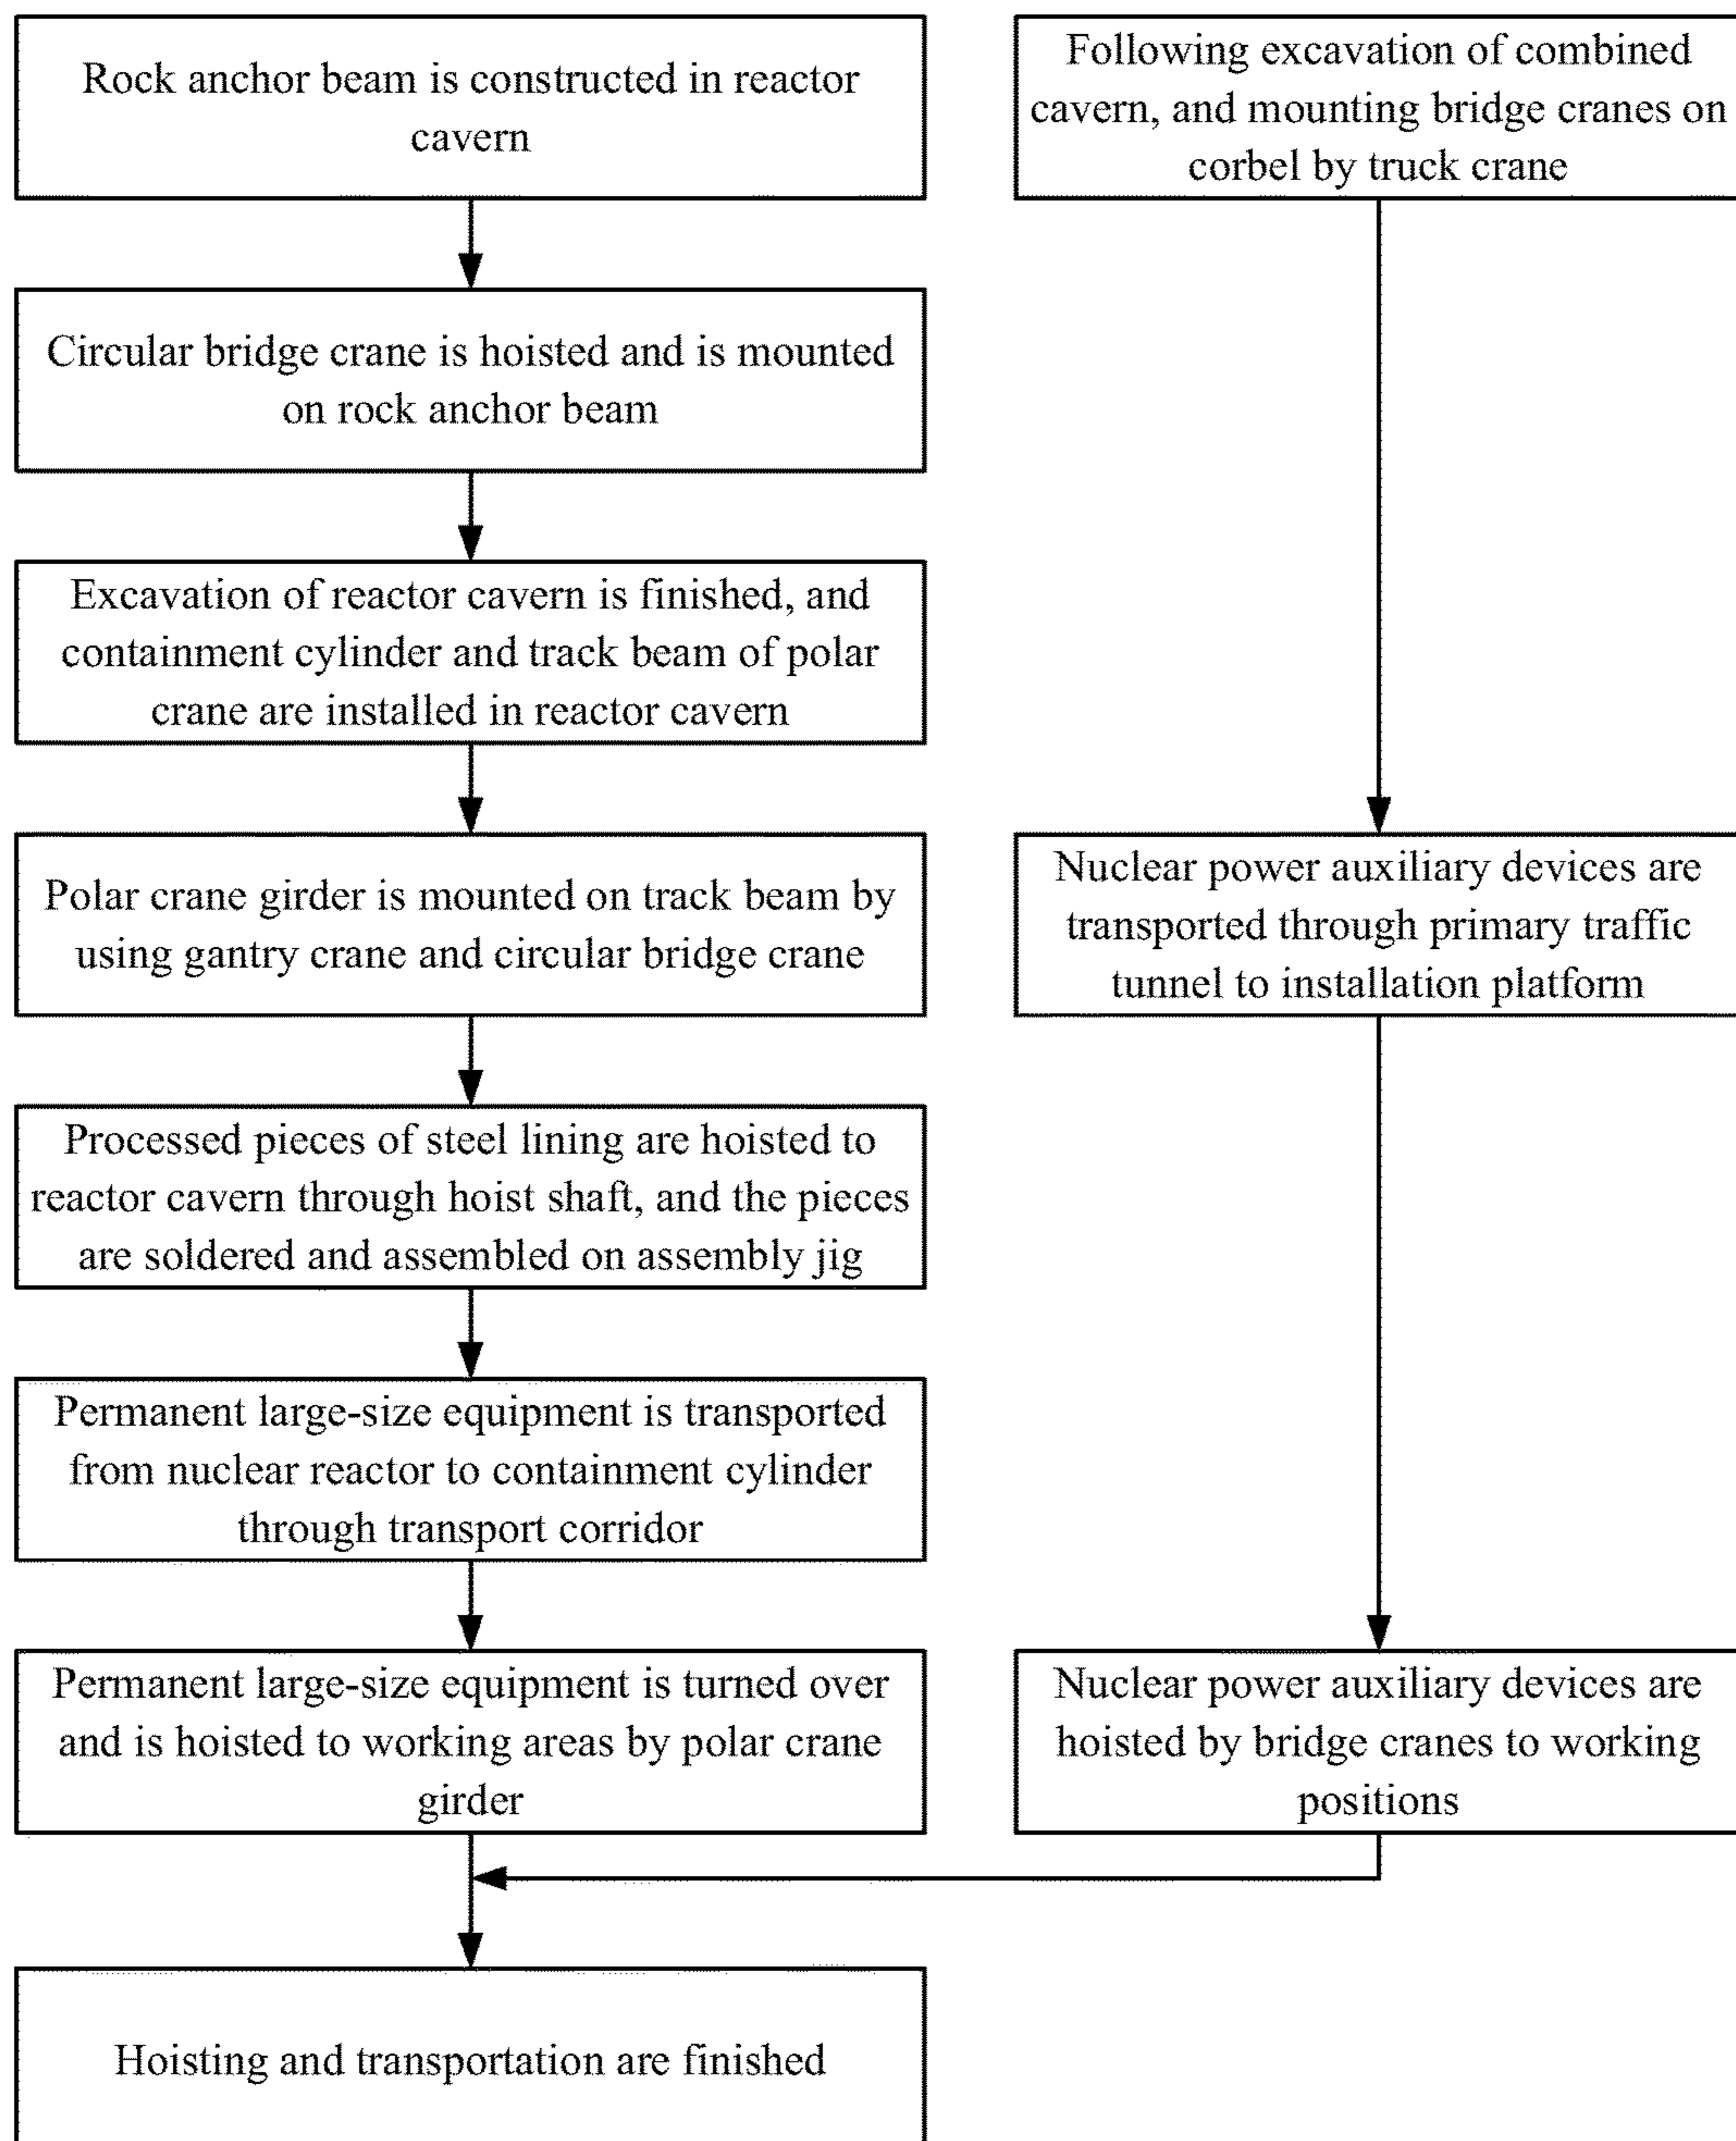 Rock anchor beam is constructed in reactor
cavern
Circular bridge crane is hoisted and is mounted
on rock anchor beam
Excavation of reactor cavern is finished, and
containment cylinder and track beam of polar
crane are installed in reactor cavern
Polar crane girder is mounted on track beam by
using gantry crane and circular bridge crane
Processed pieces of steel lining are hoisted to
reactor cavern through hoist shaft, and the pieces
are soldered and assembled on assembly jig
Permanent large-size equipment is transported
from nuclear reactor to containment cylinder
through transport corridor
Permanent large-size equipment is turned over
and is hoisted to working areas by polar crane
girder
Following excavation of combined
cavern, and mounting bridge cranes on
corbel by truck crane
Nuclear power auxiliary devices are
transported through primary traffic
tunnel to installation platform
Nuclear power auxiliary devices are
hoisted by bridge cranes to working
positions
Hoisting and transportation are finished